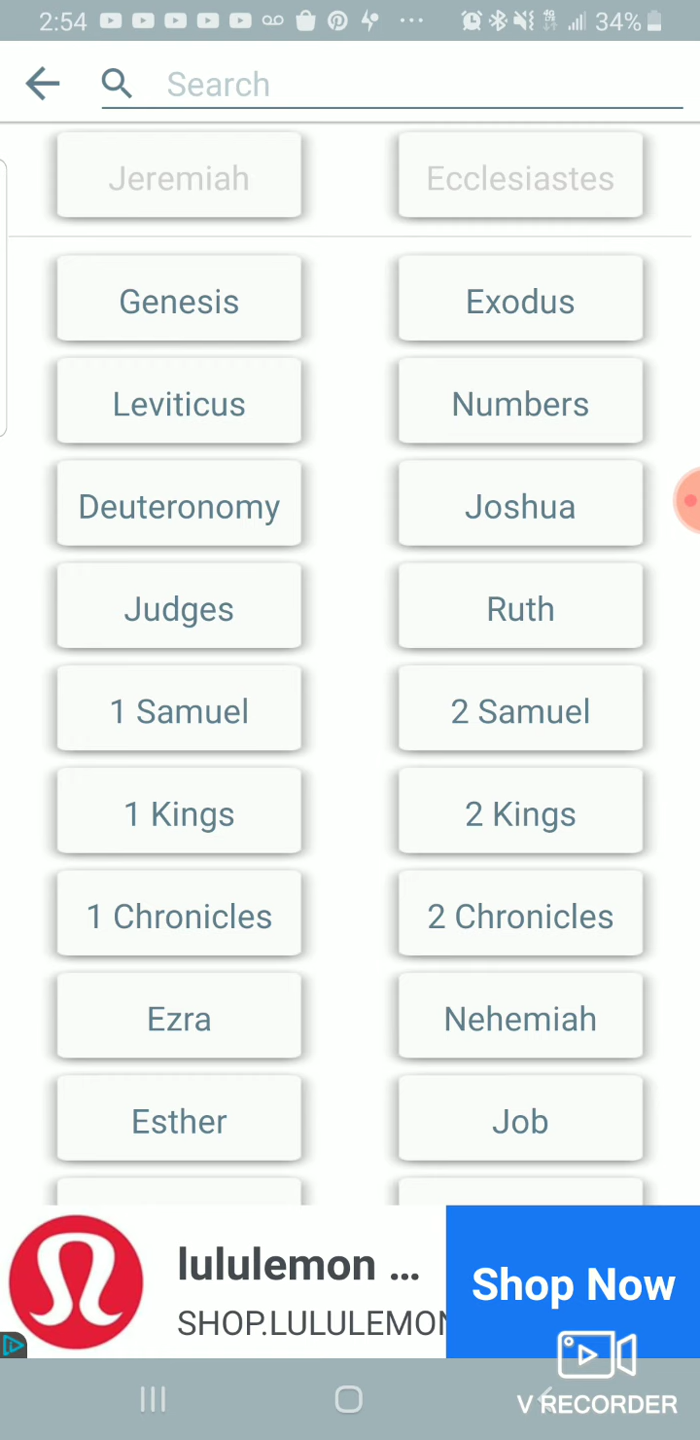 2:54 34%
Search
Jeremiah Ecclesiastes
Genesis Exodus
Leviticus Numbers
Deuteronomy Joshua
Judges Ruth
1 Samuel 2 Samuel
1 Kings 2 Kings
1 Chronicles 2 Chronicles
Ezra Nehemiah
Esther Job
lululemon ...
SHOP.LULULEMON
Shop Now
V RECORDER